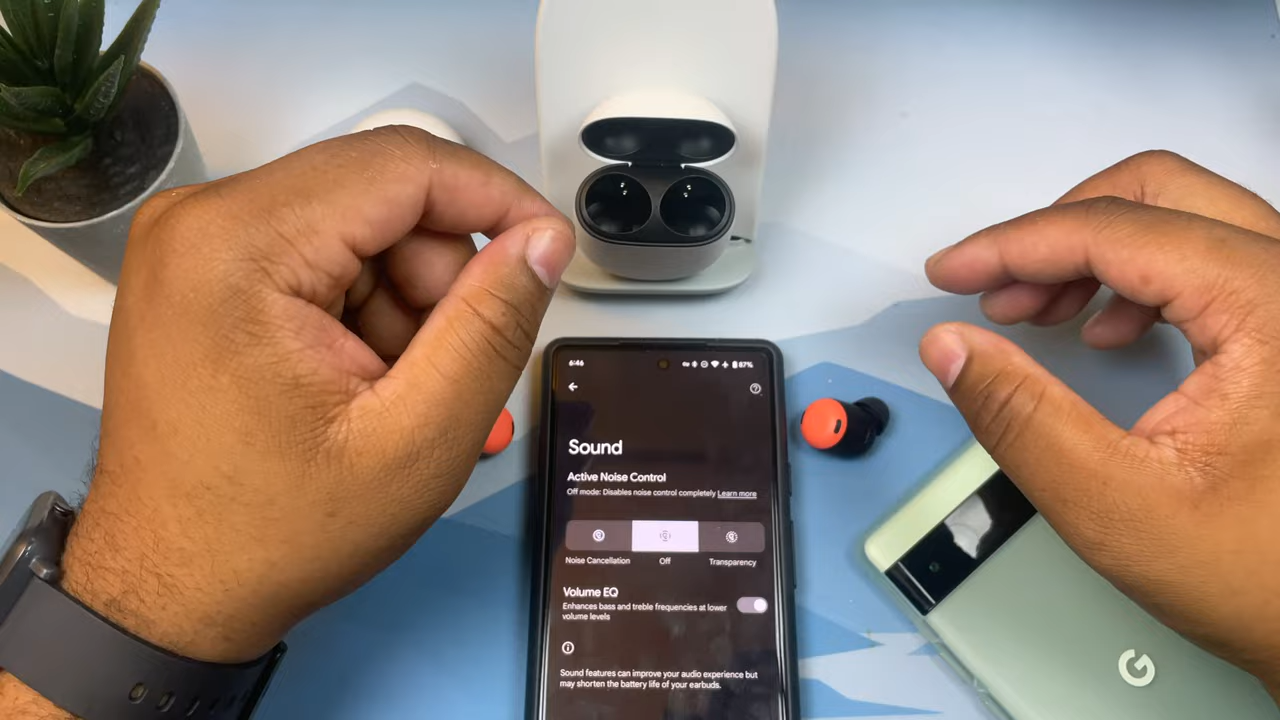 6:46
87%
Sound
Active Noise Control
Off mode: Disables noise control completely Learn more
Noise Cancellation Off Transparency
Volume EQ
Enhances bass and treble frequencies at lower
volume levels
Sound features can improve your audio experience but
may shorten the battery life of your earbuds.
G